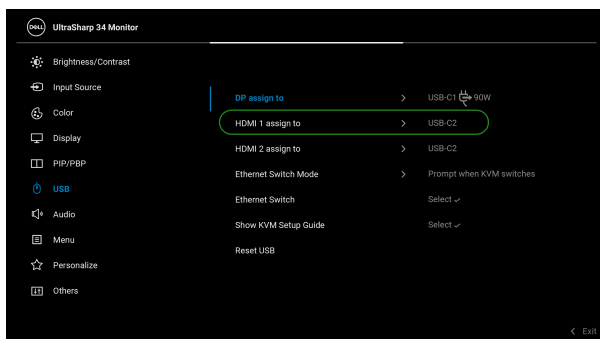 DELL UltraSharp 34 Monitor
Brightness/Contrast
Input Source
Color
Display
PIP/PBP
USB
Audio
Menu
Personalize
Others
DP assign to > USB-C1 90W
HDMI 1 assign to > USB-C2
HDMI 2 assign to > USB-C2
Ethernet Switch Mode > Prompt when KVM switches
Ethernet Switch Select ✓
Show KVM Setup Guide Select ✓
Reset USB
< Exit